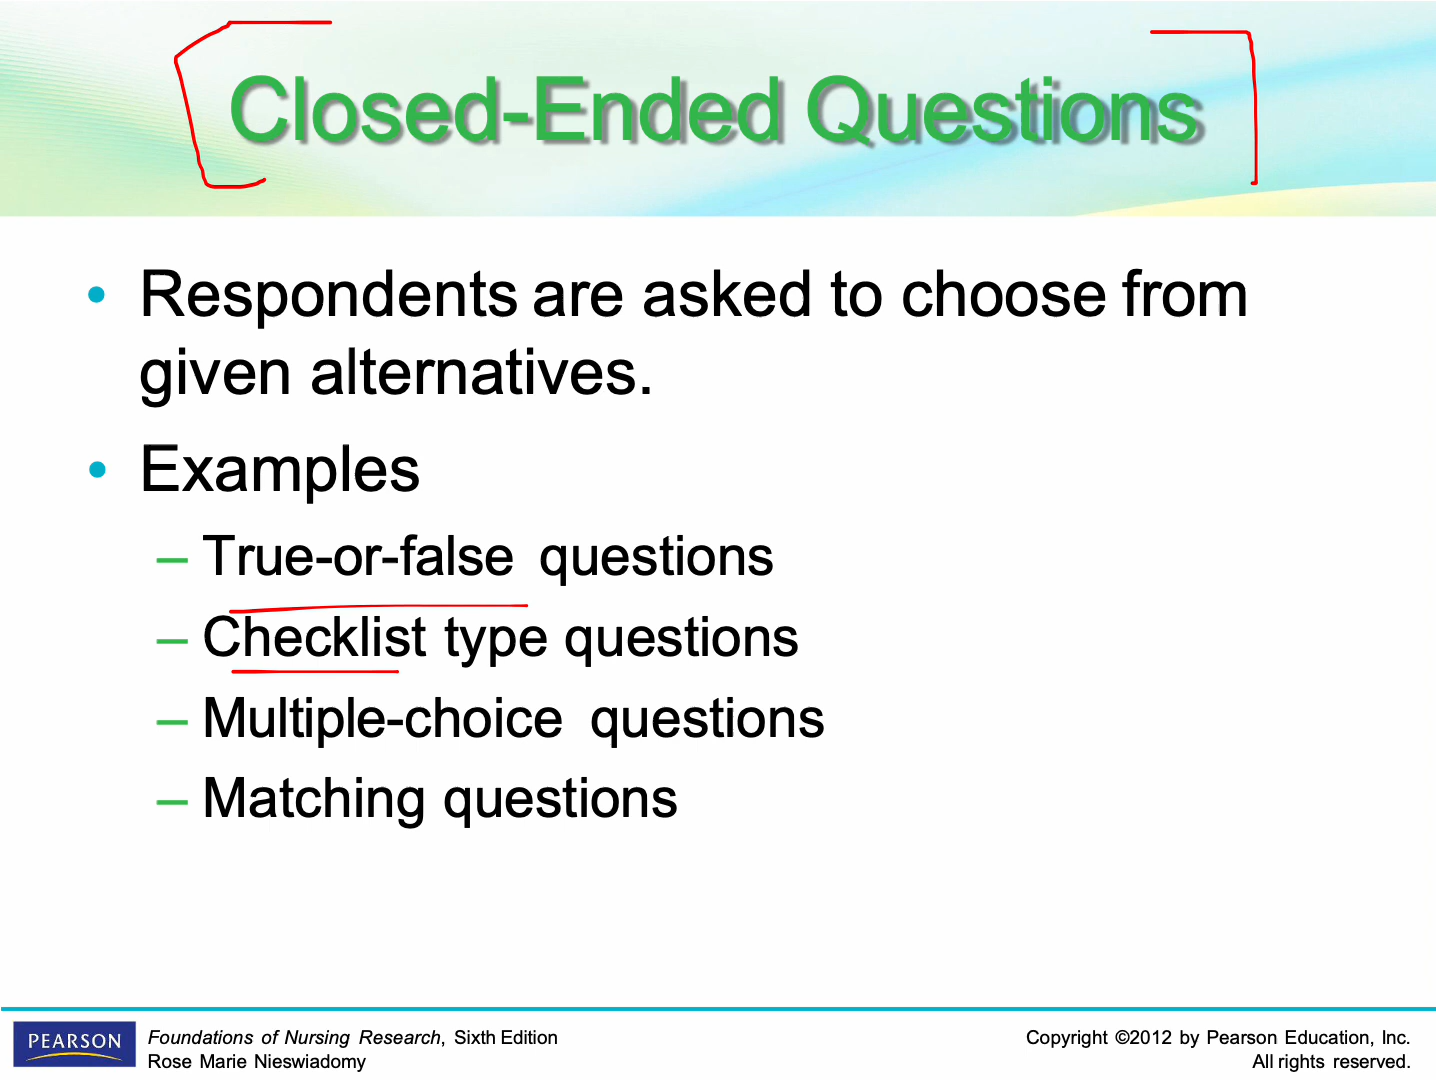 Closed-Ended Questions
• Respondents are asked to choose from
given alternatives.
• Examples
– True-or-false questions
– Checklist type questions
– Multiple-choice questions
– Matching questions
PEARSON
Foundations of Nursing Research, Sixth Edition
Rose Marie Nieswiadomy
Copyright ©2012 by Pearson Education, Inc.
All rights reserved.